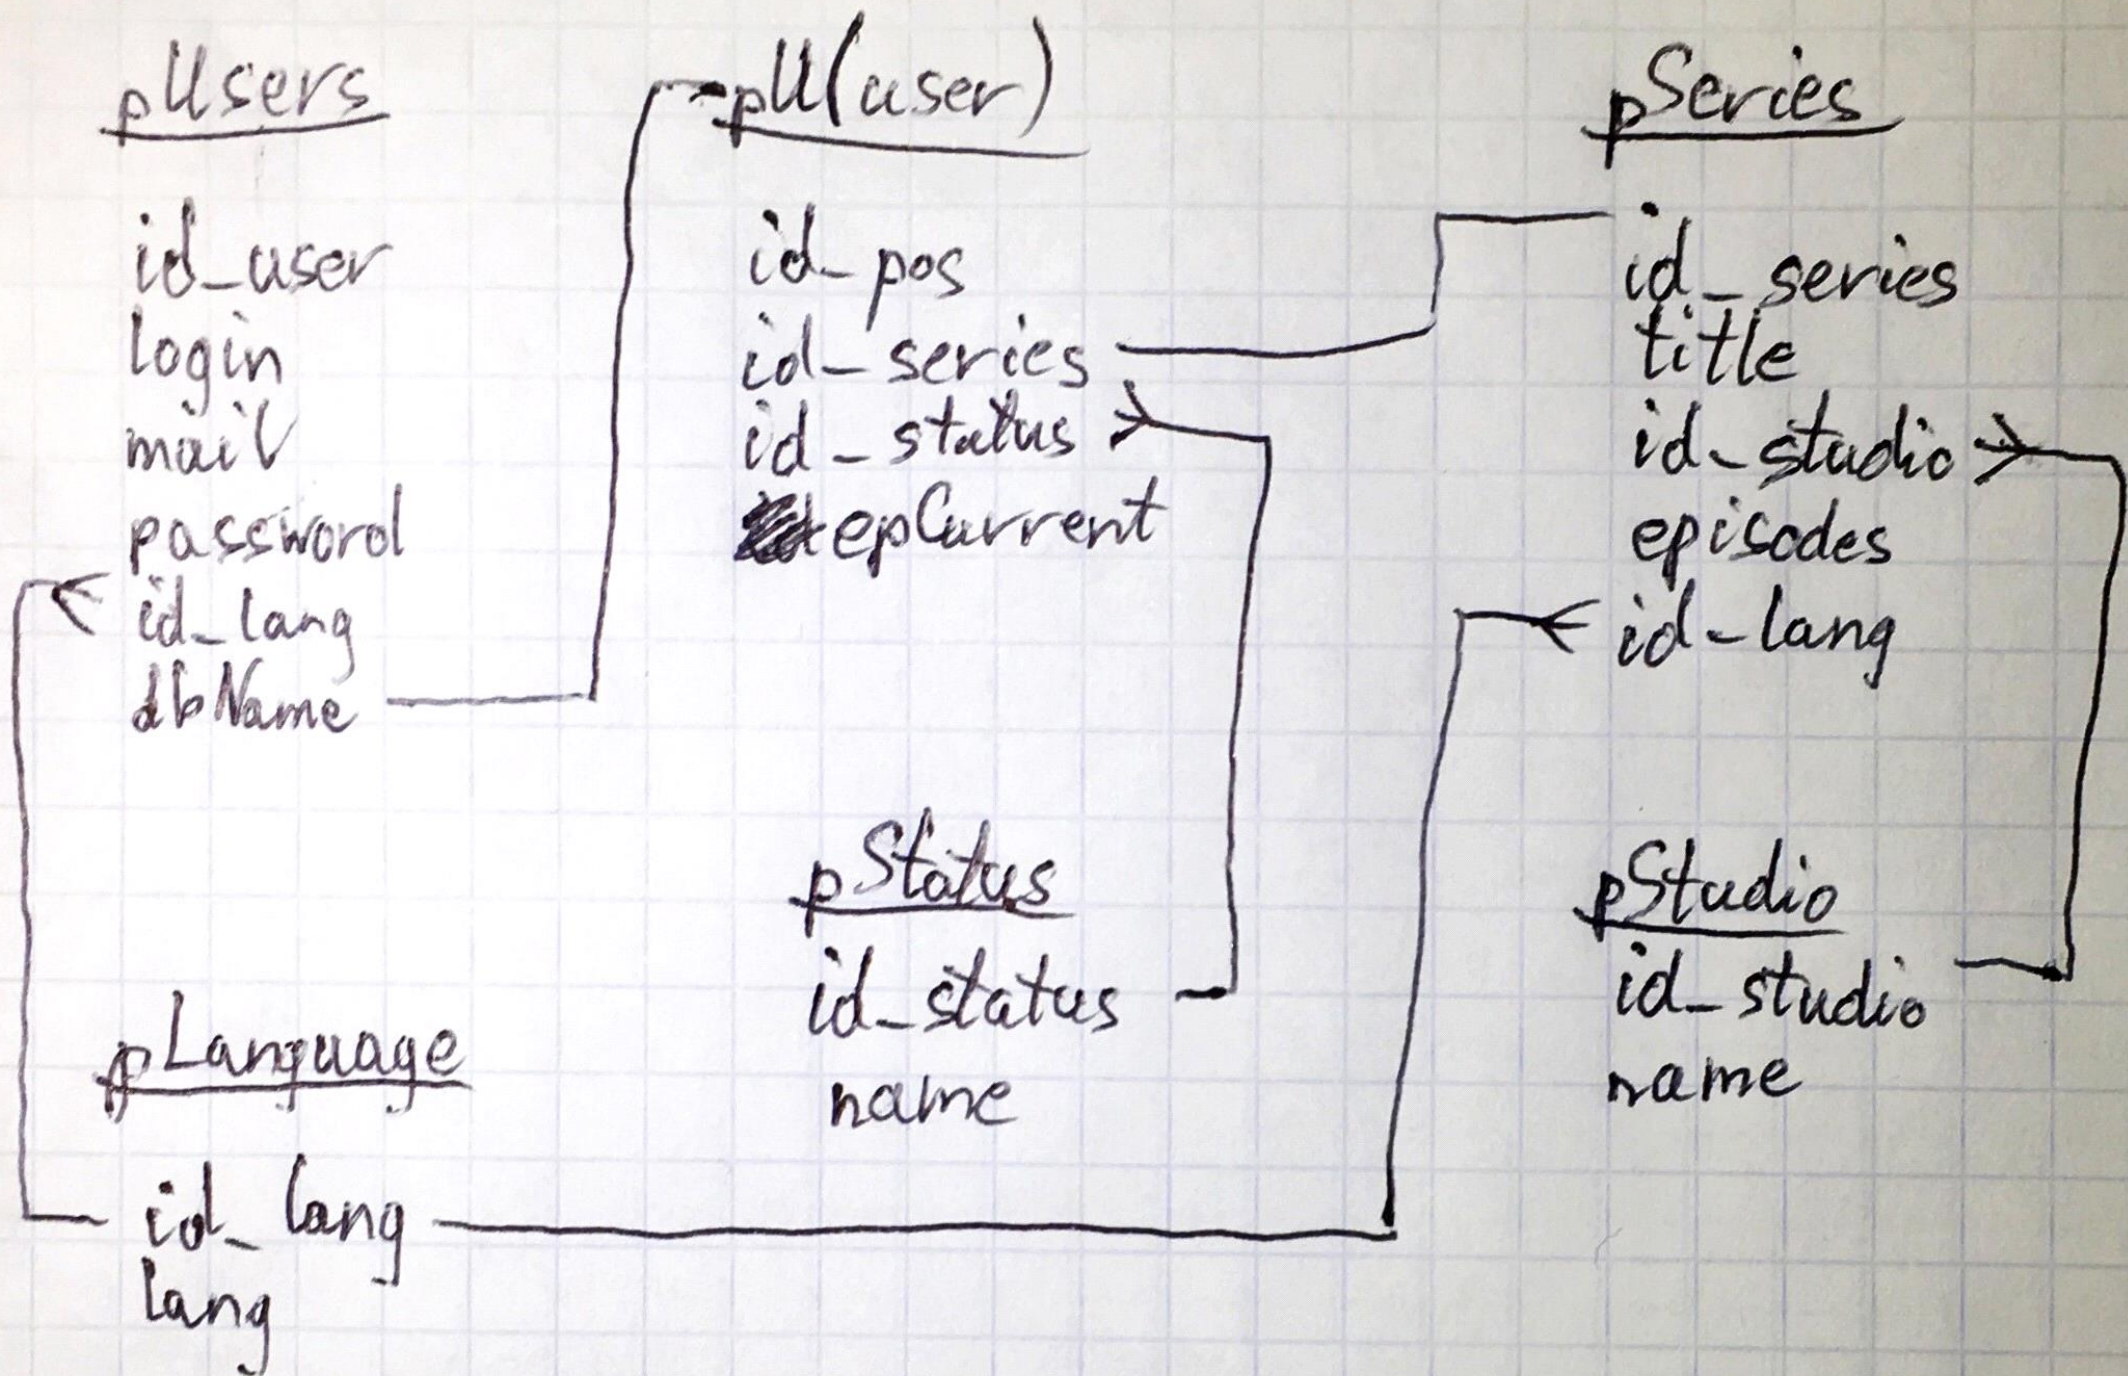 pUsers
id_user
login
mail
password
id_lang
dbName
pU(user)
id_pos
id_series
id_status
epCurrent
pSeries
id_series
title
id_studio
episodes
id_lang
pLanguage
id_lang
lang
pStatus
id_status
name
pStudio
id_studio
name